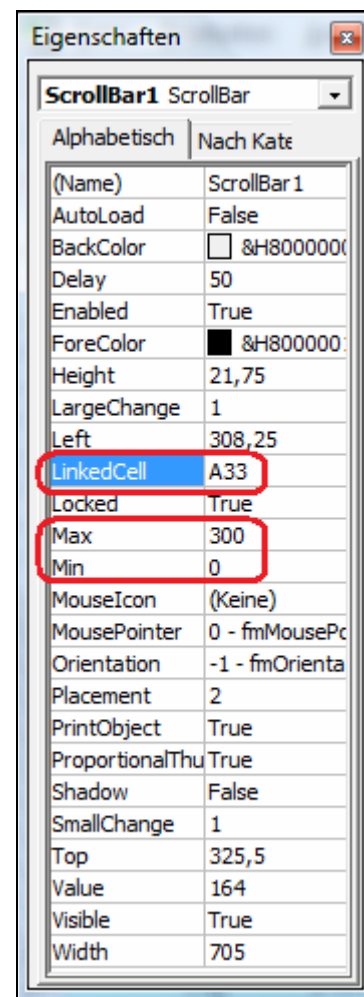 Eigenschaften
ScrollBar1 ScrollBar
Alphabetisch Nach Kate
(Name) ScrollBar1
AutoLoad False
BackColor &H8000000
Delay 50
Enabled True
ForeColor &H8000001
Height 21,75
LargeChange 1
Left 308,25
LinkedCell A33
Locked True
Max 300
Min 0
MouseIcon (Keine)
MousePointer 0 - fmMousePo
Orientation -1 - fmOrienta
Placement 2
PrintObject True
ProportionalThu True
Shadow False
SmallChange 1
Top 325,5
Value 164
Visible True
Width 705